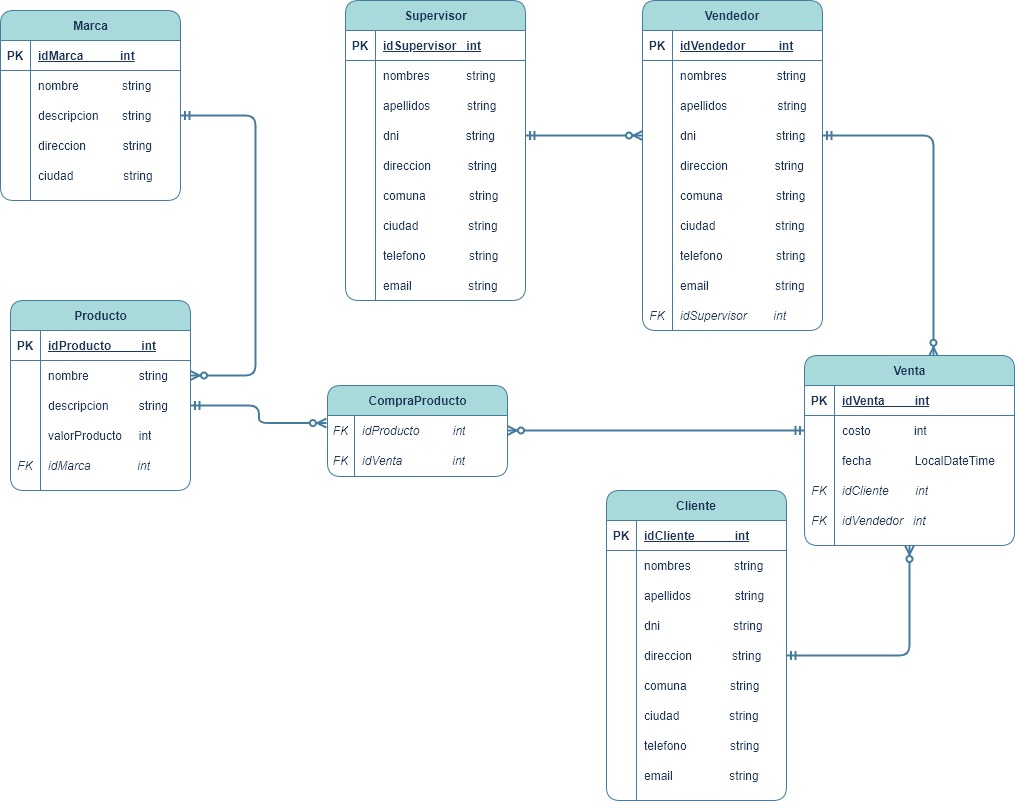 Marca
PK idMarca int
nombre string
descripcion string
direccion string
ciudad string
Supervisor
PK idSupervisor int
nombres string
apellidos string
dni string
direccion string
comuna string
ciudad string
telefono string
email string
Vendedor
PK idVendedor int
nombres string
apellidos string
dni string
direccion string
comuna string
ciudad string
telefono string
email string
FK idSupervisor int
Producto
PK idProducto int
nombre string
descripcion string
valorProducto int
FK idMarca int
CompraProducto
FK idProducto int
FK idVenta int
Venta
PK idVenta int
costo int
fecha LocalDateTime
FK idCliente int
FK idVendedor int
Cliente
PK idCliente int
nombres string
apellidos string
dni string
direccion string
comuna string
ciudad string
telefono string
email string